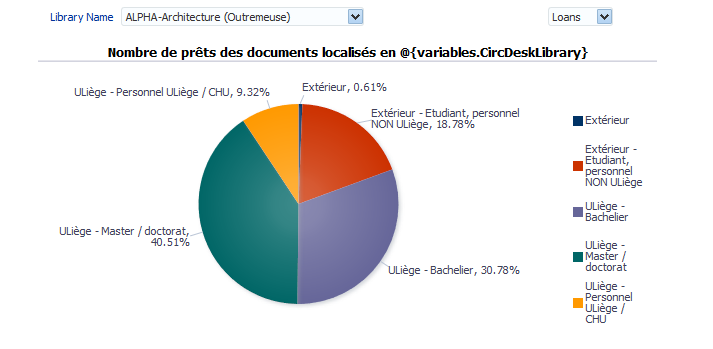 Library Name ALPHA-Architecture (Outremeuse) Loans
Nombre de prêts des documents localisés en @{variables.CircDeskLibrary}
ULiège - Personnel ULiège / CHU, 9.32%
Extérieur, 0.61%
Extérieur - Etudiant, personnel
NON ULiège, 18.78%
ULiège - Master / doctorat,
40.51%
ULiège - Bachelier, 30.78%
Extérieur
Extérieur -
Etudiant,
personnel
NON ULiège
ULiège -
Bachelier
ULiège -
Master /
doctorat
ULiège -
Personnel
ULiège /
CHU